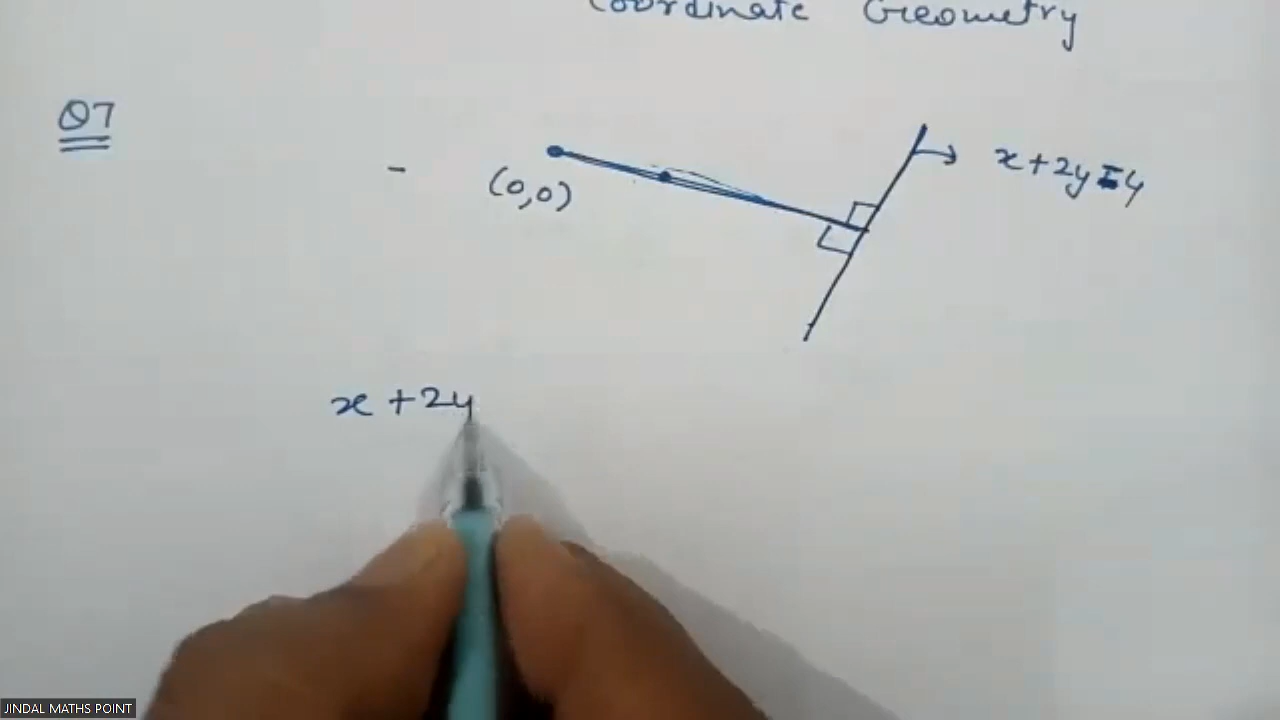 Coordinate Geometry
Q7
(0,0)
x+2y=4
x+2y
JINDAL MATHS POINT